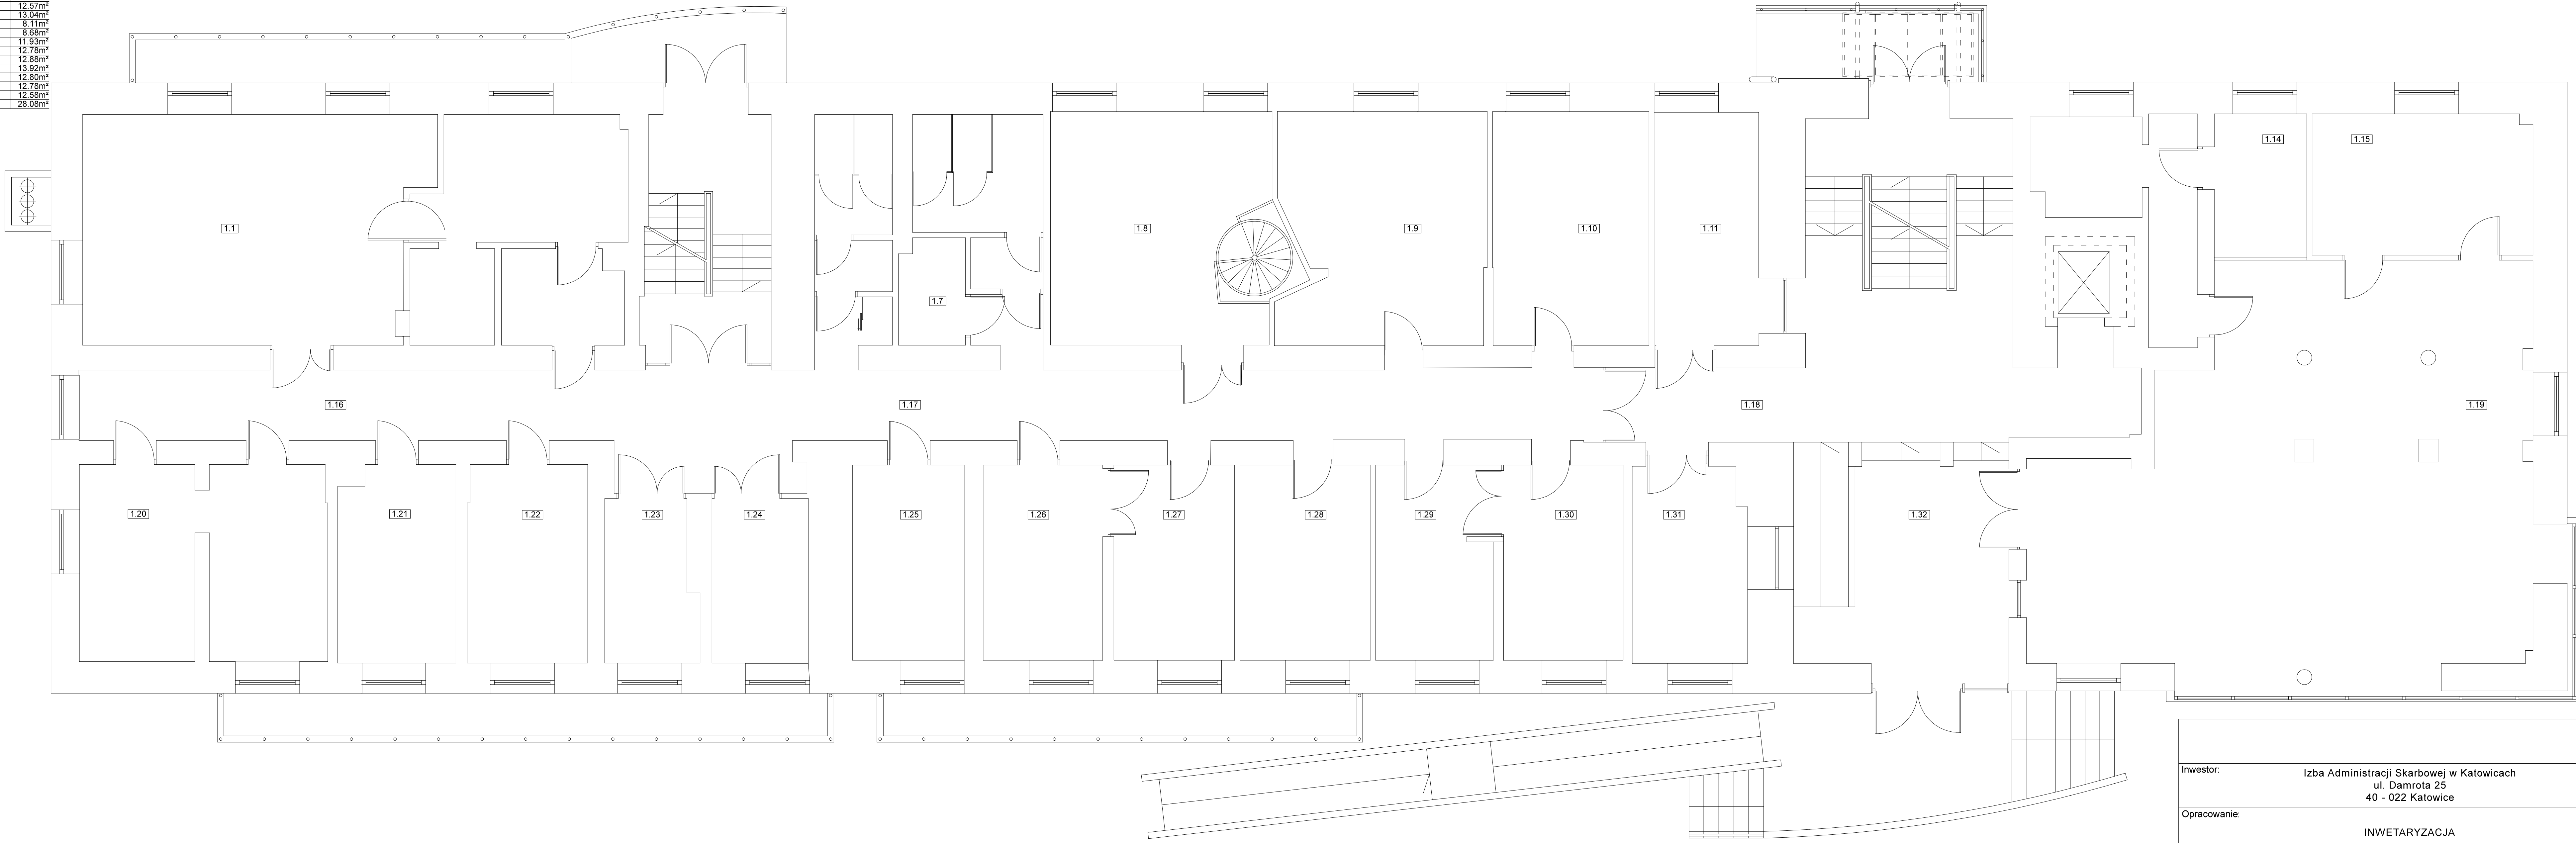 12.57m²
13.04m²
8.11m²
8.68m²
11.93m²
12.78m²
12.88m²
13.92m²
12.80m²
12.78m²
12.58m²
28.08m²
1.14
1.15
1.1
1.8
1.9
1.10
1.11
1.7
1.16
1.17
1.18
1.19
1.20
1.21
1.22
1.23
1.24
1.25
1.26
1.27
1.28
1.29
1.30
1.31
1.32
Inwestor:
Izba Administracji Skarbowej w Katowicach
ul. Damrota 25
40 - 022 Katowice
Opracowanie:
INWETARYZACJA